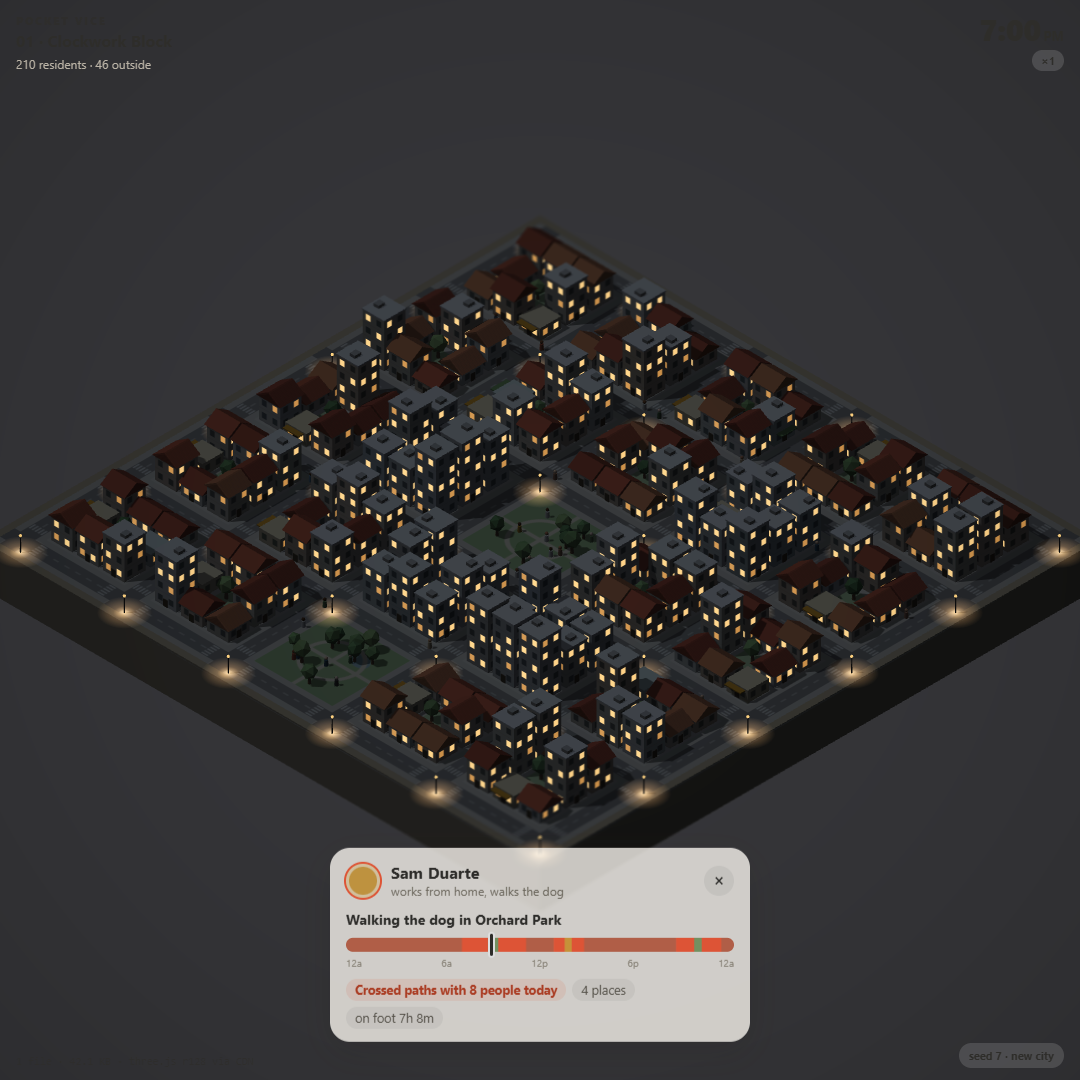 7:00
210 residents · 46 outside
×1
Sam Duarte
works from home, walks the dog
×
Walking the dog in Orchard Park
12a 6a 12p 6p 12a
Crossed paths with 8 people today
4 places
on foot 7h 8m
seed 7 · new city